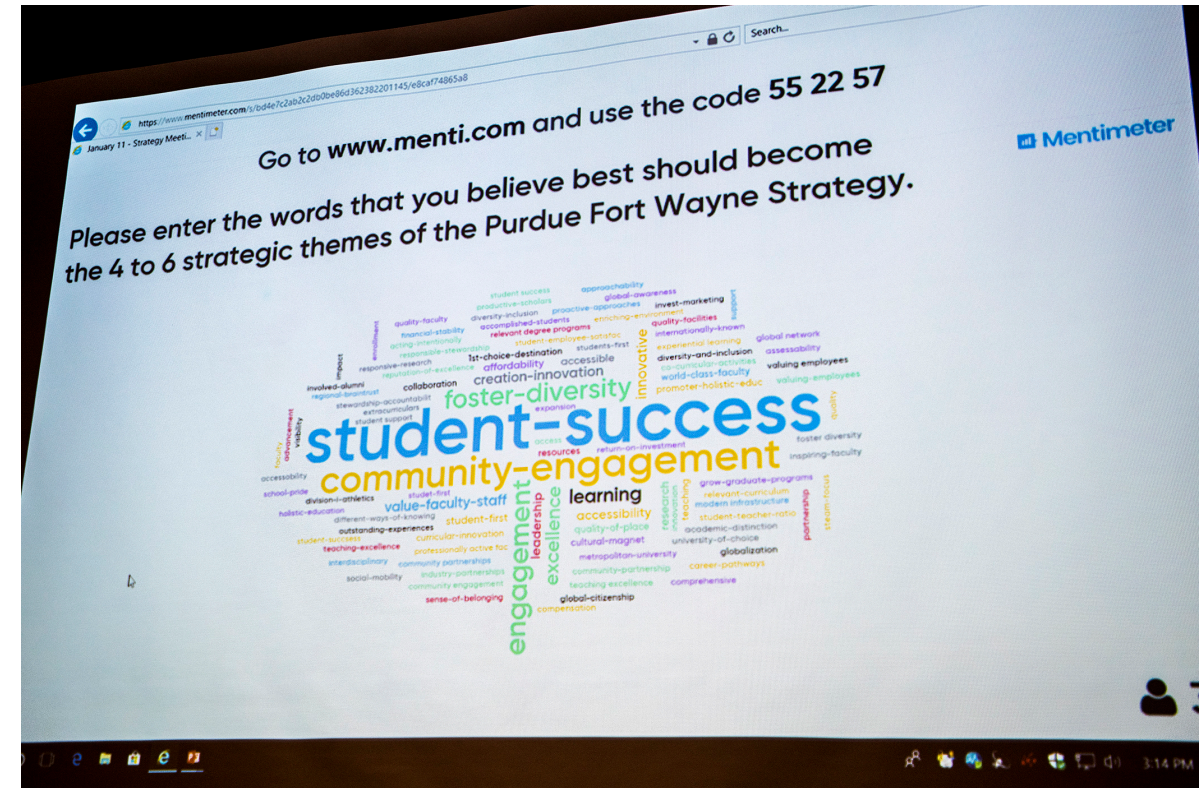 https://www.mentimeter.com/s/bd4e7c2ab2c2db0be86d362382201145/e8caf74865a8
Search...
January 11 - Strategy Meeti...
Go to www.menti.com and use the code 55 22 57
Mentimeter
Please enter the words that you believe best should become
the 4 to 6 strategic themes of the Purdue Fort Wayne Strategy.
student success
approachability
productive-scholars
global-awareness
diversity-inclusion
proactive-approaches
invest-marketing
support
quality-faculty
accomplished-students
enriching-environment
quality-facilities
enrollment
financial-stability
relevant degree programs
internationally-known
acting-intentionally
student-employee-satisfac
innovative
experiential learning
global network
responsible-stewardship
1st-choice-destination
students-first
diversity-and-inclusion
assessability
impact
responsive-research
affordability
accessible
co-curricular-activities
valuing employees
reputation-of-excellence
creation-innovation
world-class-faculty
involved-alumni
collaboration
promoter-holistic-educ
valuing-employees
regional-braintrust
foster-diversity
stewardship-accountabilit
extracurriculars
expansion
quality
student support
advancement
visibility
faculty
student-success
access
resources
return-on-investment
foster diversity
community-engagement
inspiring-faculty
accessibility
school-pride
division-i-athletics
studet-first
learning
grow-graduate-programs
holistic-education
value-faculty-staff
relevant-curriculum
modern infrastructure
different-ways-of-knowing
student-first
accessibility
research
innovation
teaching
student-teacher-ratio
partnership
steam-focus
outstanding-experiences
curricular-innovation
engagement
leadership
excellence
quality-of-place
academic-distinction
student-sucsess
cultural-magnet
university-of-choice
teaching-excellence
professionally active fac
metropolitan-university
globalization
interdisciplinary
community partnerships
community-partnership
career-pathways
social-mobility
industry-partnerships
teaching excellence
comprehensive
community engagement
sense-of-belonging
global-citizenship
compensation
3:14 PM